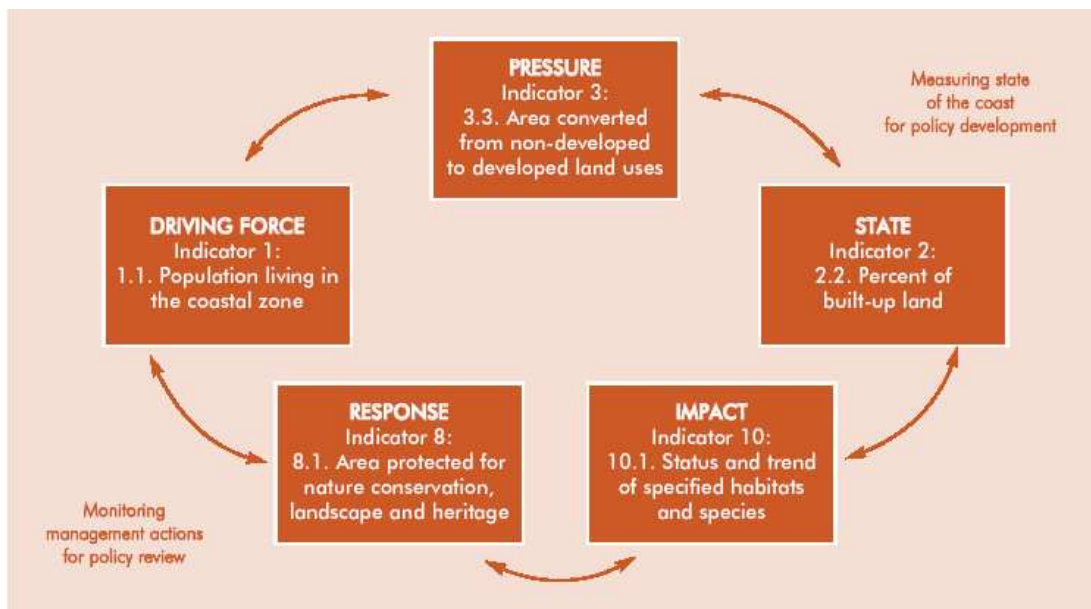 PRESSURE
Indicator 3:
3.3. Area converted
from non-developed
to developed land uses
Measuring state
of the coast
for policy development
DRIVING FORCE
Indicator 1:
1.1. Population living in
the coastal zone
STATE
Indicator 2:
2.2. Percent of
built-up land
RESPONSE
Indicator 8:
8.1. Area protected for
nature conservation,
landscape and heritage
IMPACT
Indicator 10:
10.1. Status and trend
of specified habitats
and species
Monitoring
management actions
for policy review